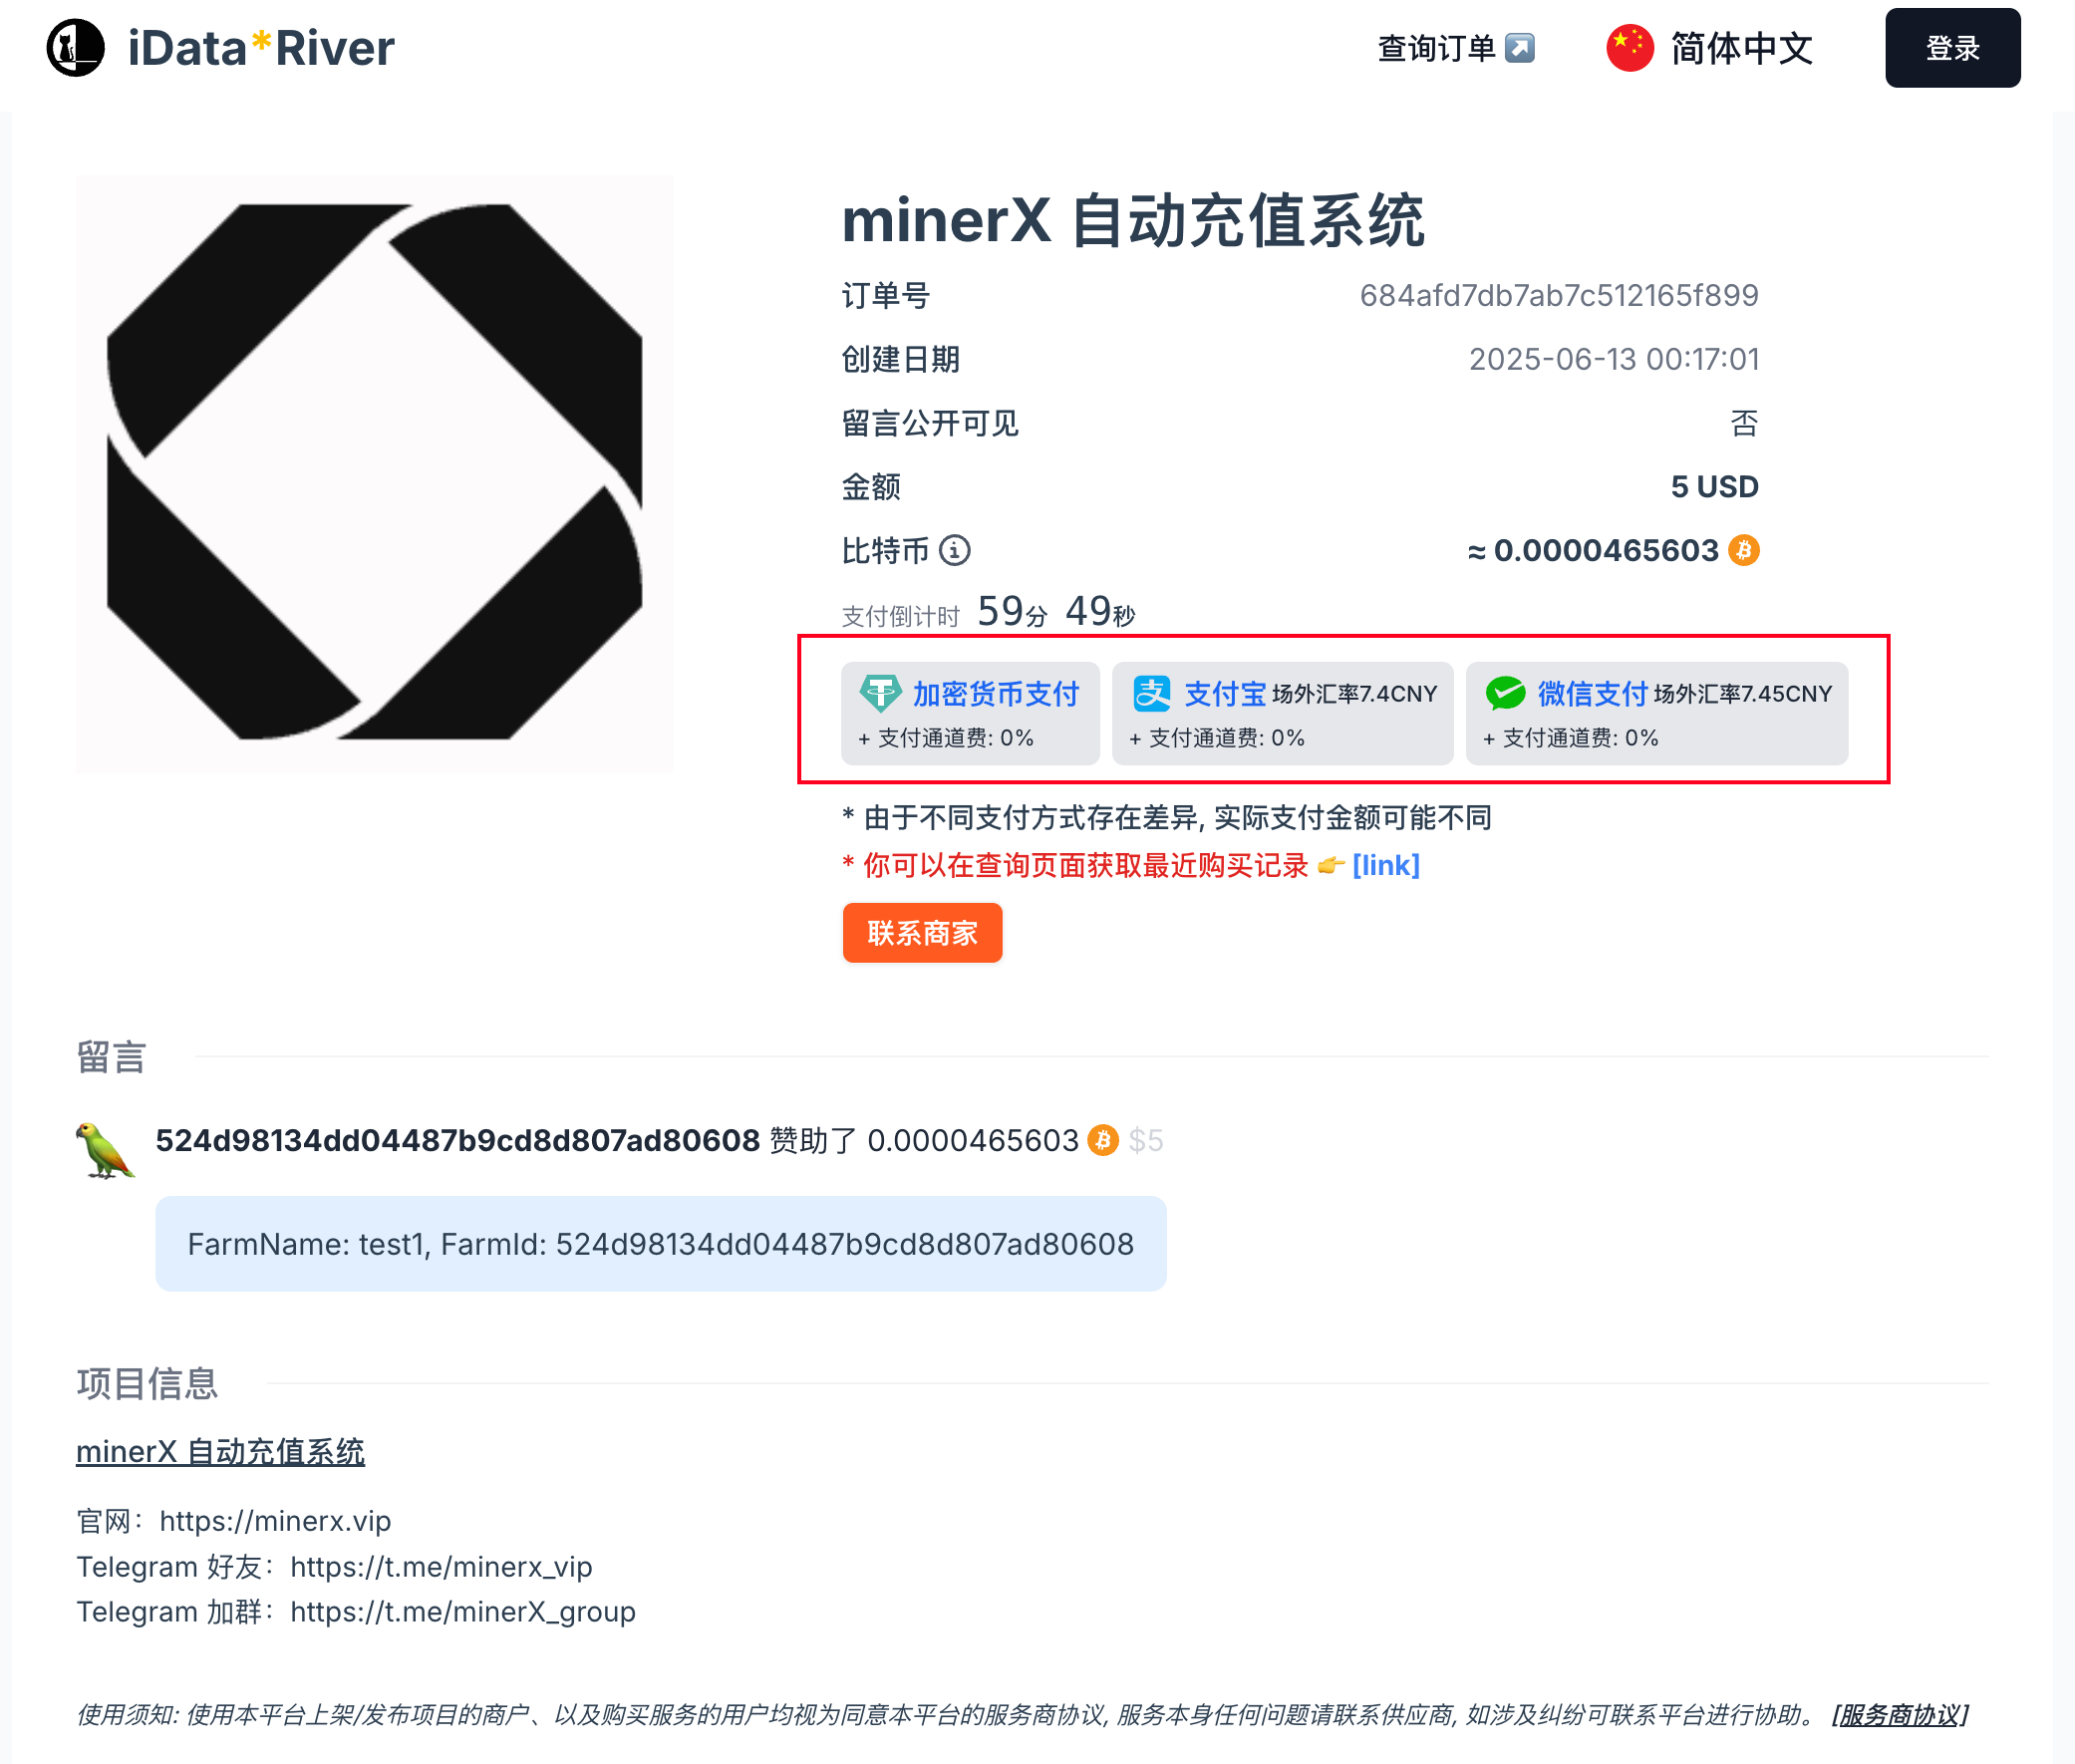 iData*River
查询订单
简体中文
登录
minerX 自动充值系统
订单号 684afd7db7ab7c512165f899
创建日期 2025-06-13 00:17:01
留言公开可见 否
金额 5 USD
比特币 ≈ 0.0000465603
支付倒计时 59分 49秒
加密货币支付
+ 支付通道费: 0%
支付宝 场外汇率7.4CNY
+ 支付通道费: 0%
微信支付 场外汇率7.45CNY
+ 支付通道费: 0%
* 由于不同支付方式存在差异, 实际支付金额可能不同
* 你可以在查询页面获取最近购买记录 👉 [link]
联系商家
留言
524d98134dd04487b9cd8d807ad80608 赞助了 0.0000465603 $5
FarmName: test1, FarmId: 524d98134dd04487b9cd8d807ad80608
项目信息
minerX 自动充值系统
官网：https://minerx.vip
Telegram 好友：https://t.me/minerx_vip
Telegram 加群：https://t.me/minerX_group
使用须知: 使用本平台上架/发布项目的商户、以及购买服务的用户均视为同意本平台的服务商协议, 服务本身任何问题请联系供应商, 如涉及纠纷可联系平台进行协助。 [服务商协议]